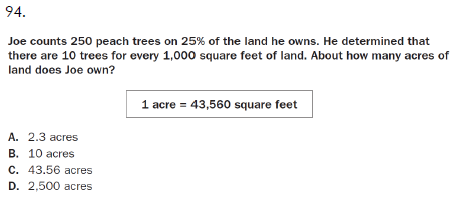 94.
Joe counts 250 peach trees on 25% of the land he owns. He determined that
there are 10 trees for every 1,000 square feet of land. About how many acres of
land does Joe own?
1 acre = 43,560 square feet
A. 2.3 acres
B. 10 acres
C. 43.56 acres
D. 2,500 acres